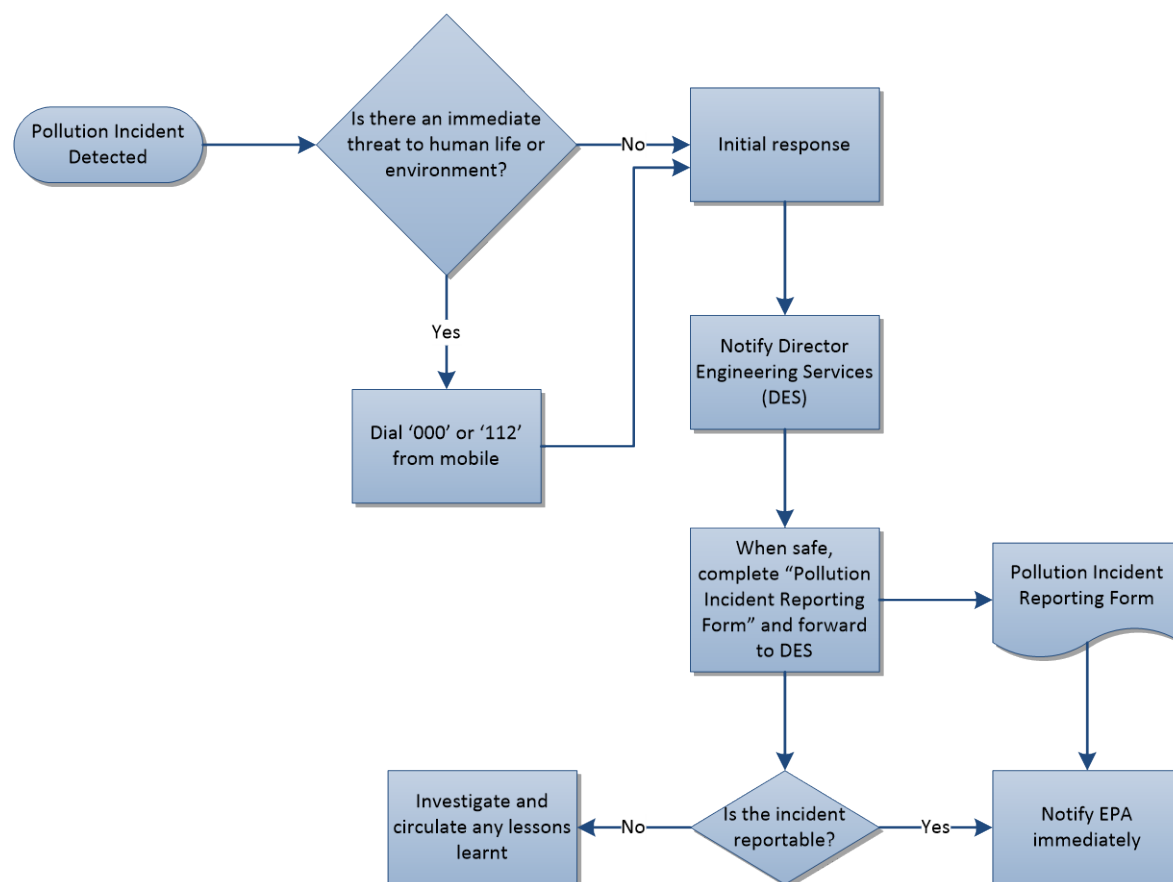 Pollution Incident
Detected
Is there an immediate
threat to human life or
environment?
No
Initial response
Yes
Dial ‘000’ or ‘112’
from mobile
Notify Director
Engineering Services
(DES)
When safe,
complete “Pollution
Incident Reporting
Form” and forward
to DES
Pollution Incident
Reporting Form
Is the incident
reportable?
No
Investigate and
circulate any lessons
learnt
Yes
Notify EPA
immediately